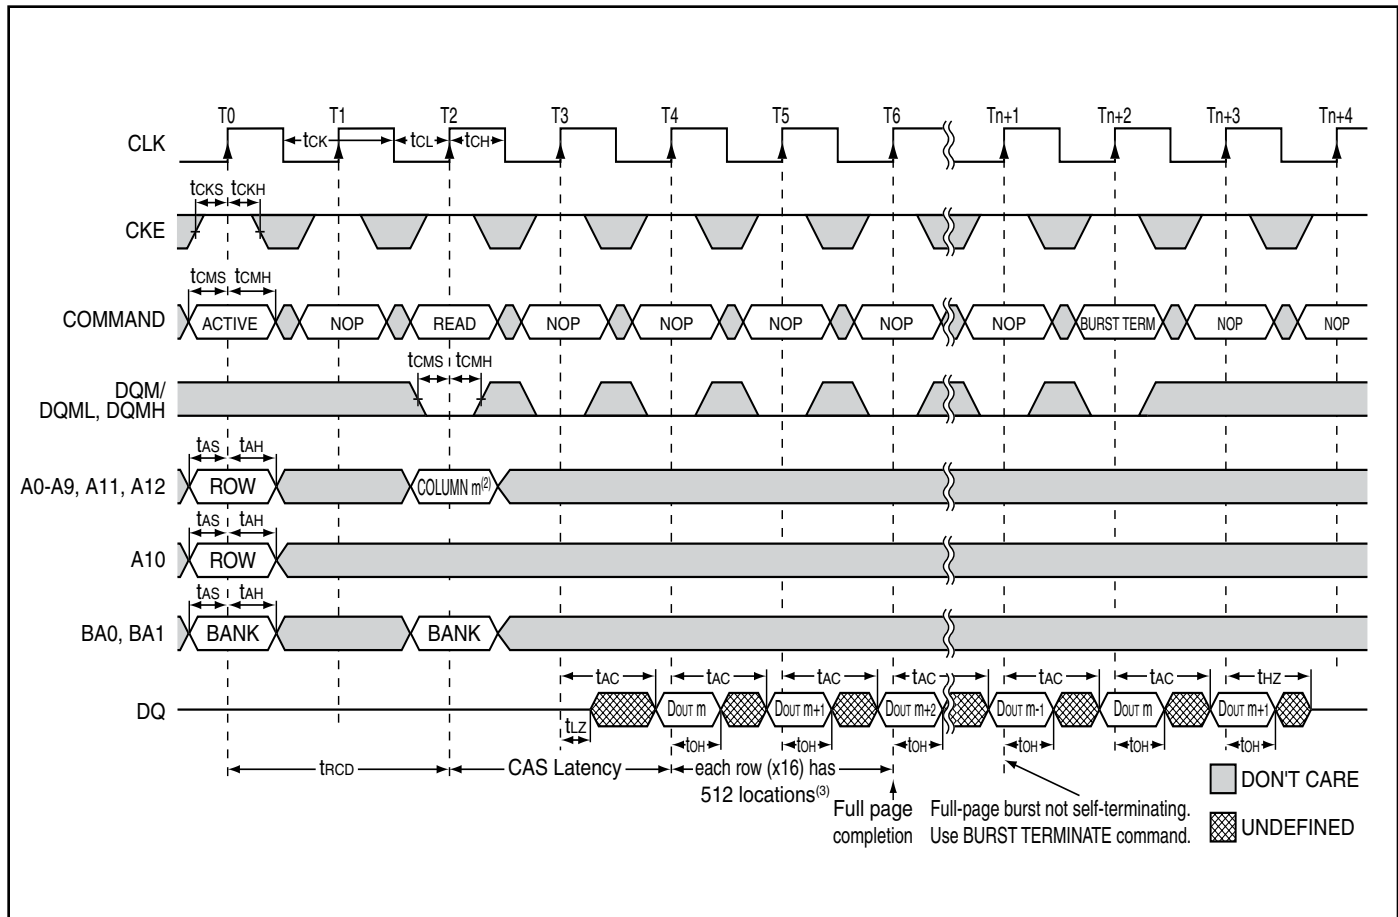 T0 T1 T2 T3 T4 T5 T6 Tn+1 Tn+2 Tn+3 Tn+4
CLK
tCK tCL tCH
tCKS tCKH
CKE
tCMS tCMH
COMMAND ACTIVE NOP READ NOP NOP NOP NOP NOP BURST TERM NOP NOP
tCMS tCMH
DQM/
DQML, DQMH
tAS tAH
A0-A9, A11, A12 ROW COLUMN m(2)
tAS tAH
A10 ROW
tAS tAH
BA0, BA1 BANK BANK
tAC tAC tAC tAC tAC tAC tHZ
DQ DOUT m DOUT m+1 DOUT m+2 DOUT m-1 DOUT m DOUT m+1
tLZ tOH tOH tOH tOH tOH tOH
tRCD CAS Latency each row (x16) has
512 locations(3)
Full page
completion
Full-page burst not self-terminating.
Use BURST TERMINATE command.
DON'T CARE
UNDEFINED